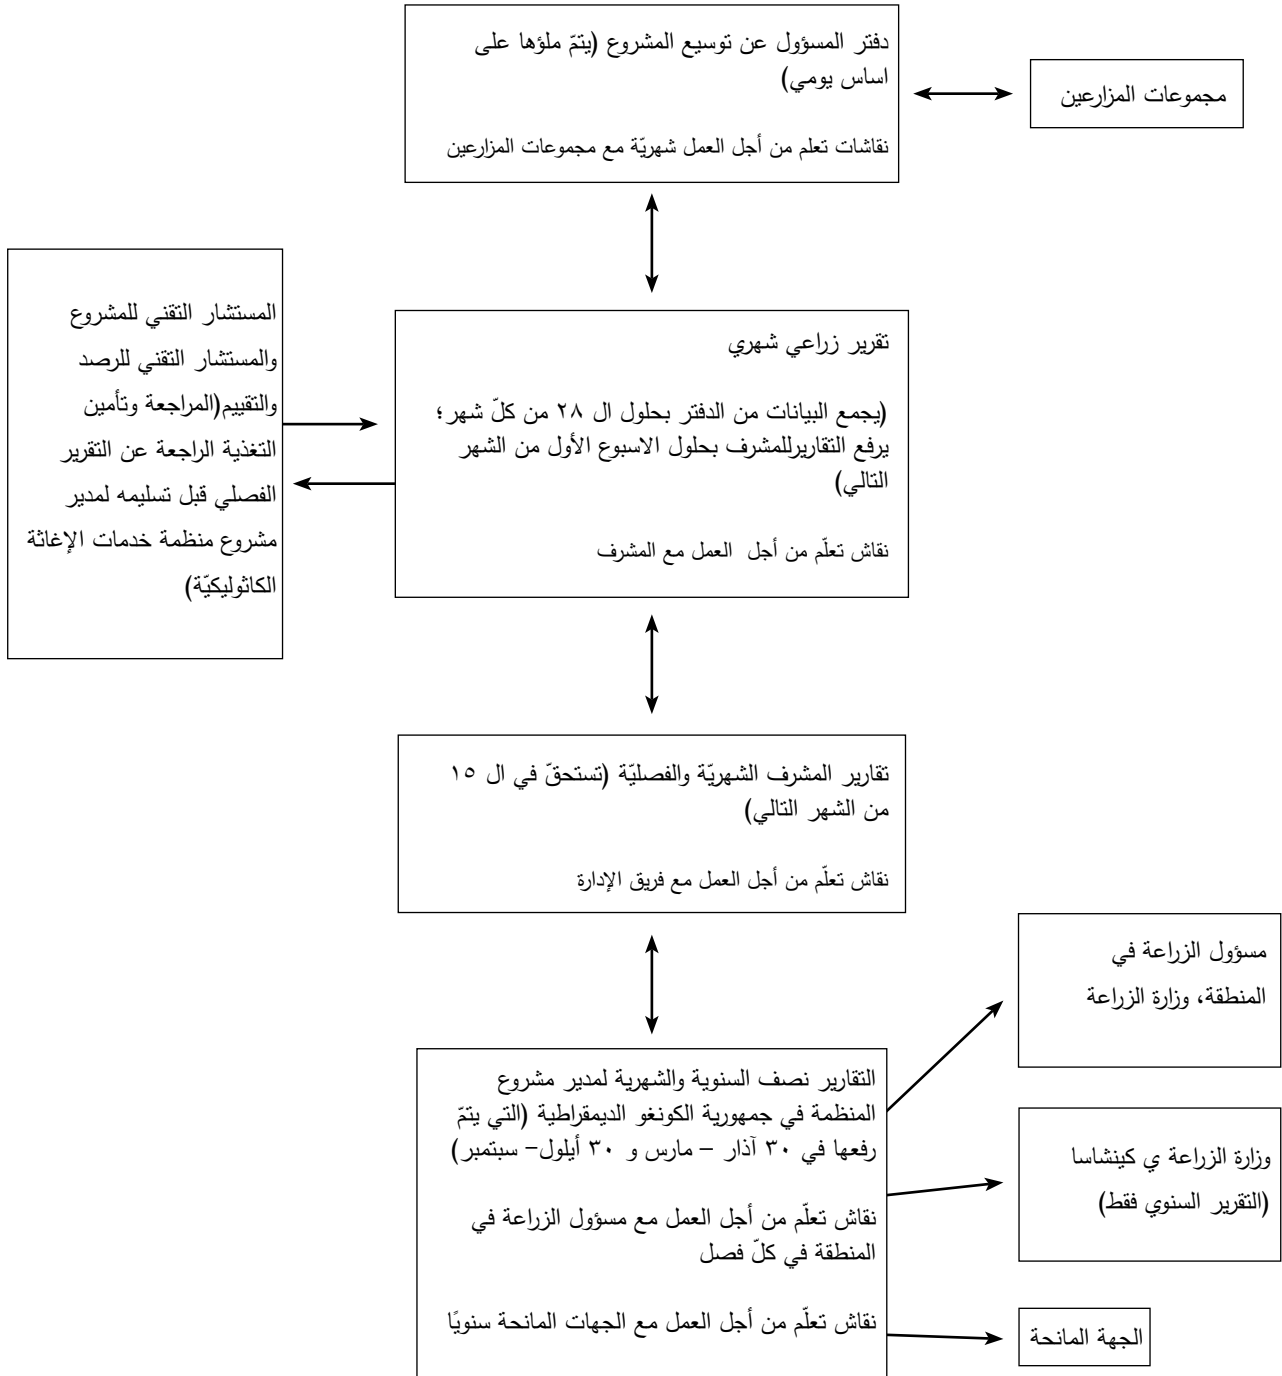 دفتر المسؤول عن توسيع المشروع (يتمّ ملؤها على
اساس يومي)
نقاشات تعلم من أجل العمل شهريّة مع مجموعات المزارعين
مجموعات المزارعين
المستشار التقني للمشروع
والمستشار التقني للرصد
والتقييم(المراجعة وتأمين
التغذية الراجعة عن التقرير
الفصلي قبل تسليمه لمدير
مشروع منظمة خدمات الإغاثة
الكاثوليكيّة)
تقرير زراعي شهري
(يجمع البيانات من الدفتر بحلول ال ٢٨ من كلّ شهر؛
يرفع التقاريرللمشرف بحلول الاسبوع الأول من الشهر
التالي)
نقاش تعلّم من أجل العمل مع المشرف
تقارير المشرف الشهريّة والفصليّة (تستحقّ في ال ١٥
من الشهر التالي)
نقاش تعلّم من أجل العمل مع فريق الإدارة
مسؤول الزراعة في
المنطقة، وزارة الزراعة
التقارير نصف السنوية والشهرية لمدير مشروع
المنظمة في جمهورية الكونغو الديمقراطية (التي يتمّ
رفعها في ٣٠ آذار – مارس و ٣٠ أيلول– سبتمبر)
نقاش تعلّم من أجل العمل مع مسؤول الزراعة في
المنطقة في كلّ فصل
نقاش تعلّم من أجل العمل مع الجهات المانحة سنويًا
وزارة الزراعة ي كينشاسا
(التقرير السنوي فقط)
الجهة المانحة